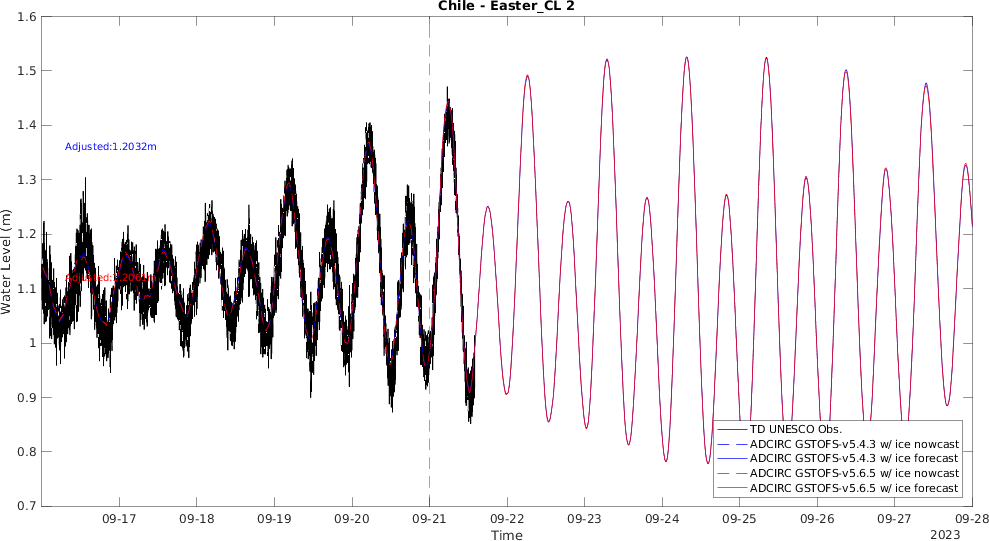 Chile - Easter_CL 2
1.6
1.5
1.4
1.3
1.2
1.1
1
0.9
0.8
0.7
Water Level (m)
Adjusted:1.2032m
TD UNESCO Obs.
ADCIRC GSTOFS-v5.4.3 w/ ice nowcast
ADCIRC GSTOFS-v5.4.3 w/ ice forecast
ADCIRC GSTOFS-v5.6.5 w/ ice nowcast
ADCIRC GSTOFS-v5.6.5 w/ ice forecast
09-17 09-18 09-19 09-20 09-21 09-22 09-23 09-24 09-25 09-26 09-27 09-28
Time
2023